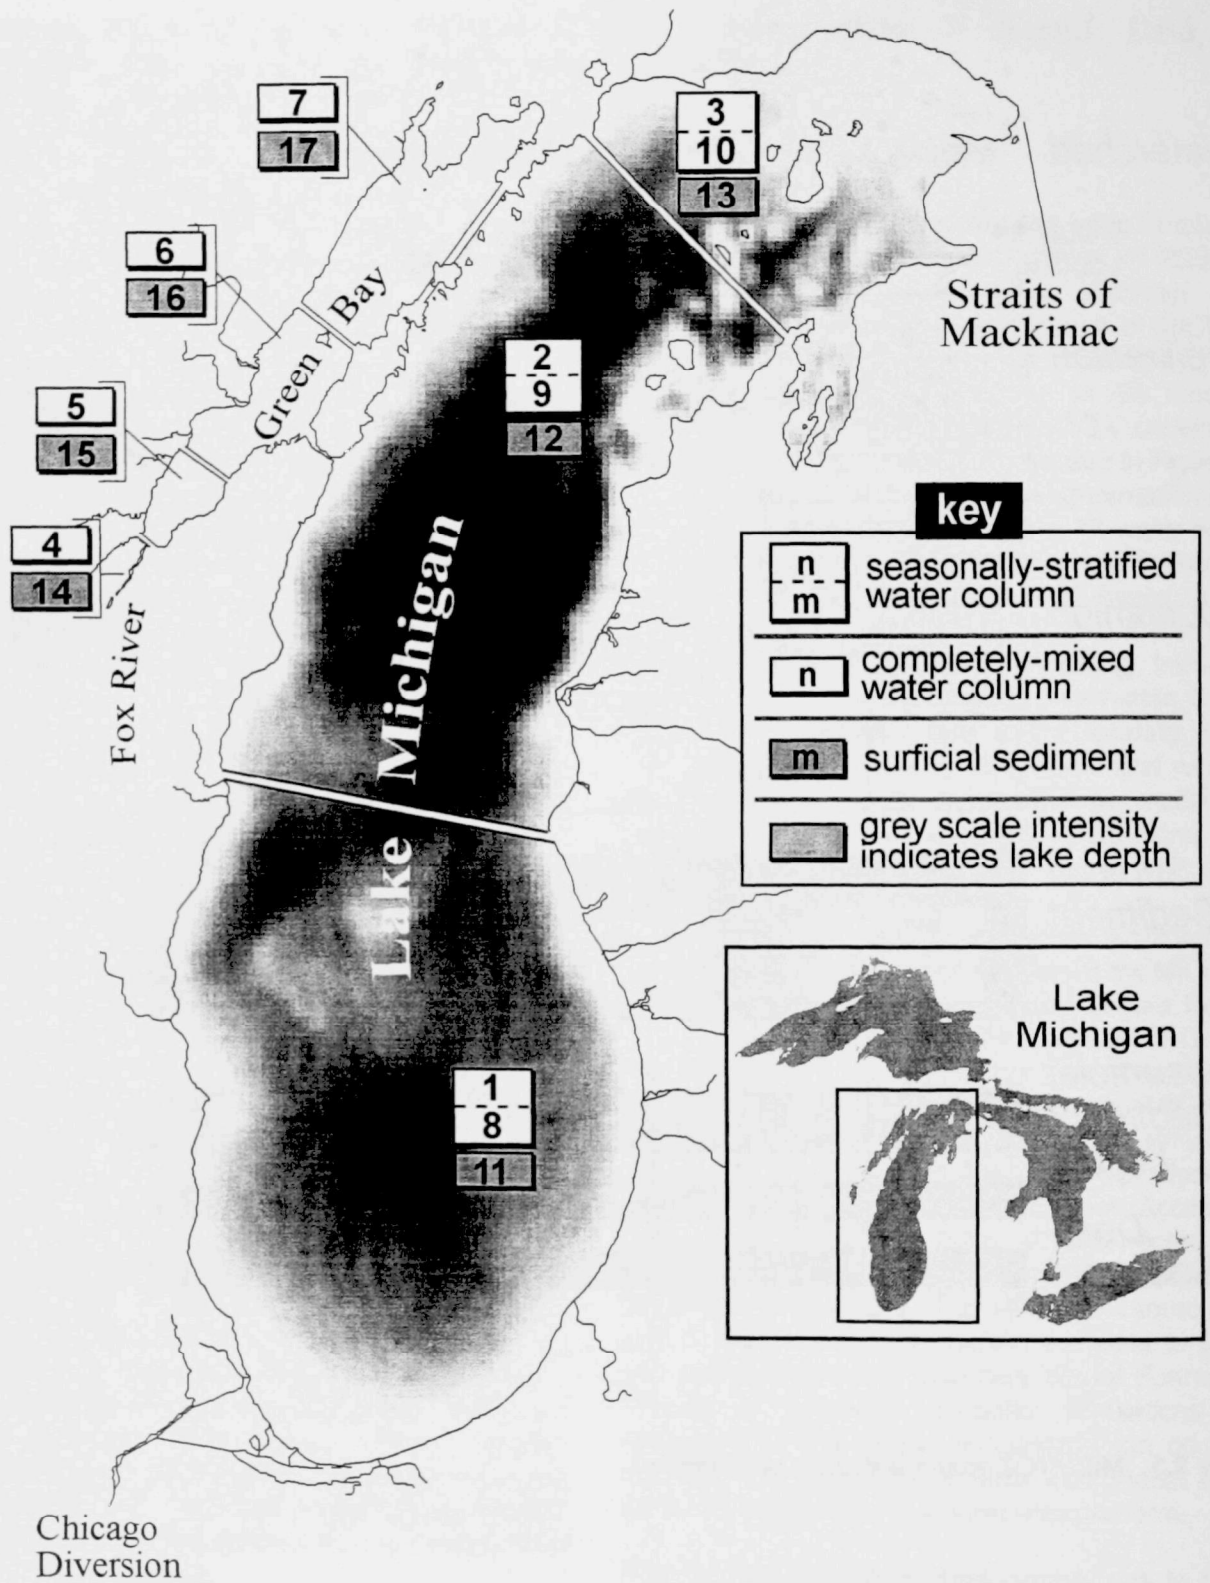 7
17
3
10
13
6
16
Bay
Green
Straits of
Mackinac
2
9
12
5
15
4
14
Fox River
Lake Michigan
key
n
m
seasonally-stratified
water column
n
completely-mixed
water column
m
surficial sediment
grey scale intensity
indicates lake depth
1
8
11
Lake
Michigan
Chicago
Diversion